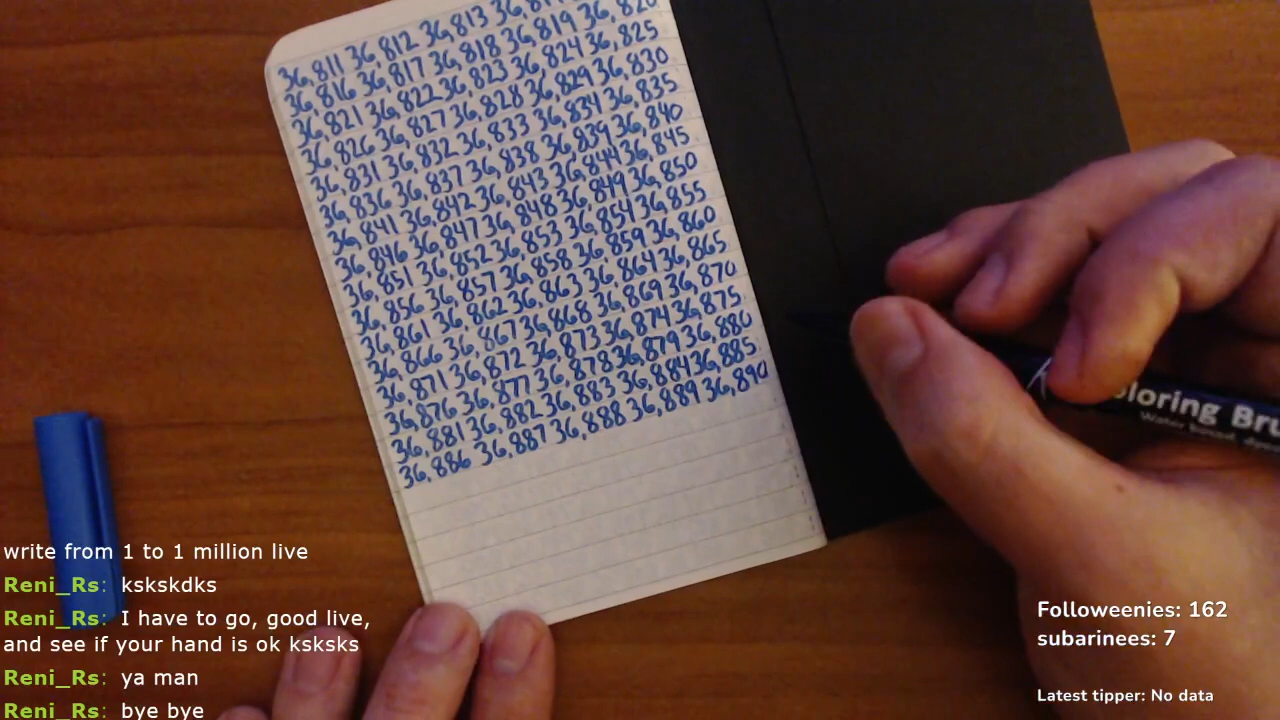 36,811 36,812 36,813
36,816 36,817 36,818 36,819 36,820
36,821 36,822 36,823 36,824 36,825
36,826 36,827 36,828 36,829 36,830
36,831 36,832 36,833 36,834 36,835
36,836 36,837 36,838 36,839 36,840
36,841 36,842 36,843 36,844 36,845
36,846 36,847 36,848 36,849 36,850
36,851 36,852 36,853 36,854 36,855
36,856 36,857 36,858 36,859 36,860
36,861 36,862 36,863 36,864 36,865
36,866 36,867 36,868 36,869 36,870
36,871 36,872 36,873 36,874 36,875
36,876 36,877 36,878 36,879 36,880
36,881 36,882 36,883 36,884 36,885
36,886 36,887 36,888 36,889 36,890
write from 1 to 1 million live
Reni_Rs: kskskdks
Reni_Rs: I have to go, good live,
and see if your hand is ok ksksks
Reni_Rs: ya man
Reni_Rs: bye bye
Followeenies: 162
subarinees: 7
Latest tipper: No data